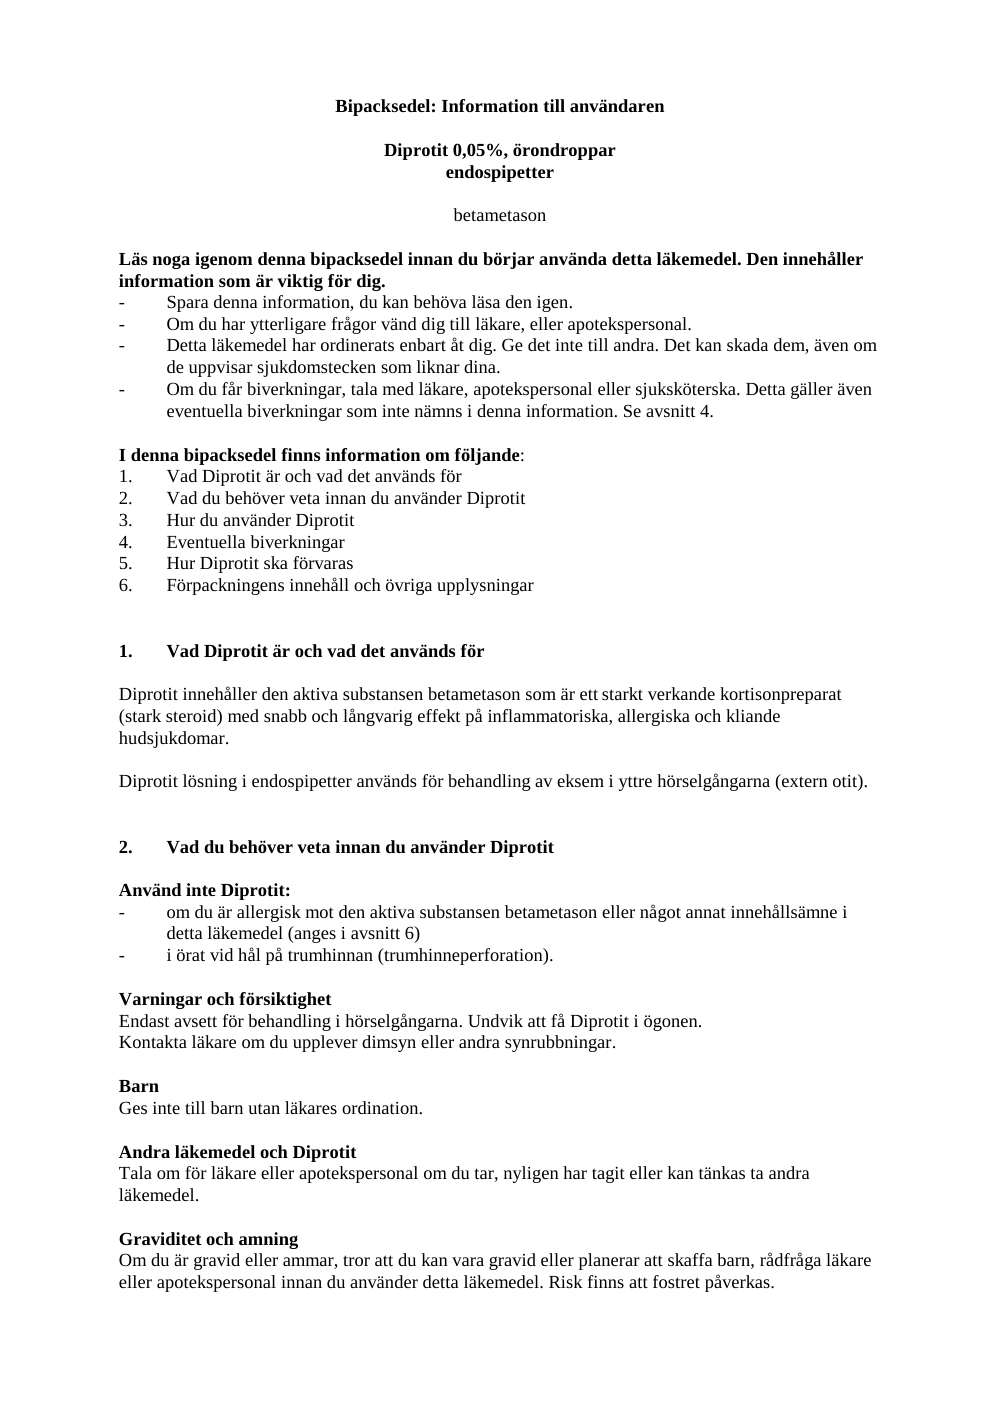 Bipacksedel: Information till användaren
Diprotit 0,05%, örondroppar
endospipetter
betametason
Läs noga igenom denna bipacksedel innan du börjar använda detta läkemedel. Den innehåller
information som är viktig för dig.
- Spara denna information, du kan behöva läsa den igen.
- Om du har ytterligare frågor vänd dig till läkare, eller apotekspersonal.
- Detta läkemedel har ordinerats enbart åt dig. Ge det inte till andra. Det kan skada dem, även om
de uppvisar sjukdomstecken som liknar dina.
- Om du får biverkningar, tala med läkare, apotekspersonal eller sjuksköterska. Detta gäller även
eventuella biverkningar som inte nämns i denna information. Se avsnitt 4.
I denna bipacksedel finns information om följande:
1. Vad Diprotit är och vad det används för
2. Vad du behöver veta innan du använder Diprotit
3. Hur du använder Diprotit
4. Eventuella biverkningar
5. Hur Diprotit ska förvaras
6. Förpackningens innehåll och övriga upplysningar
1. Vad Diprotit är och vad det används för
Diprotit innehåller den aktiva substansen betametason som är ett starkt verkande kortisonpreparat
(stark steroid) med snabb och långvarig effekt på inflammatoriska, allergiska och kliande
hudsjukdomar.
Diprotit lösning i endospipetter används för behandling av eksem i yttre hörselgångarna (extern otit).
2. Vad du behöver veta innan du använder Diprotit
Använd inte Diprotit:
- om du är allergisk mot den aktiva substansen betametason eller något annat innehållsämne i
detta läkemedel (anges i avsnitt 6)
- i örat vid hål på trumhinnan (trumhinneperforation).
Varningar och försiktighet
Endast avsett för behandling i hörselgångarna. Undvik att få Diprotit i ögonen.
Kontakta läkare om du upplever dimsyn eller andra synrubbningar.
Barn
Ges inte till barn utan läkares ordination.
Andra läkemedel och Diprotit
Tala om för läkare eller apotekspersonal om du tar, nyligen har tagit eller kan tänkas ta andra
läkemedel.
Graviditet och amning
Om du är gravid eller ammar, tror att du kan vara gravid eller planerar att skaffa barn, rådfråga läkare
eller apotekspersonal innan du använder detta läkemedel. Risk finns att fostret påverkas.